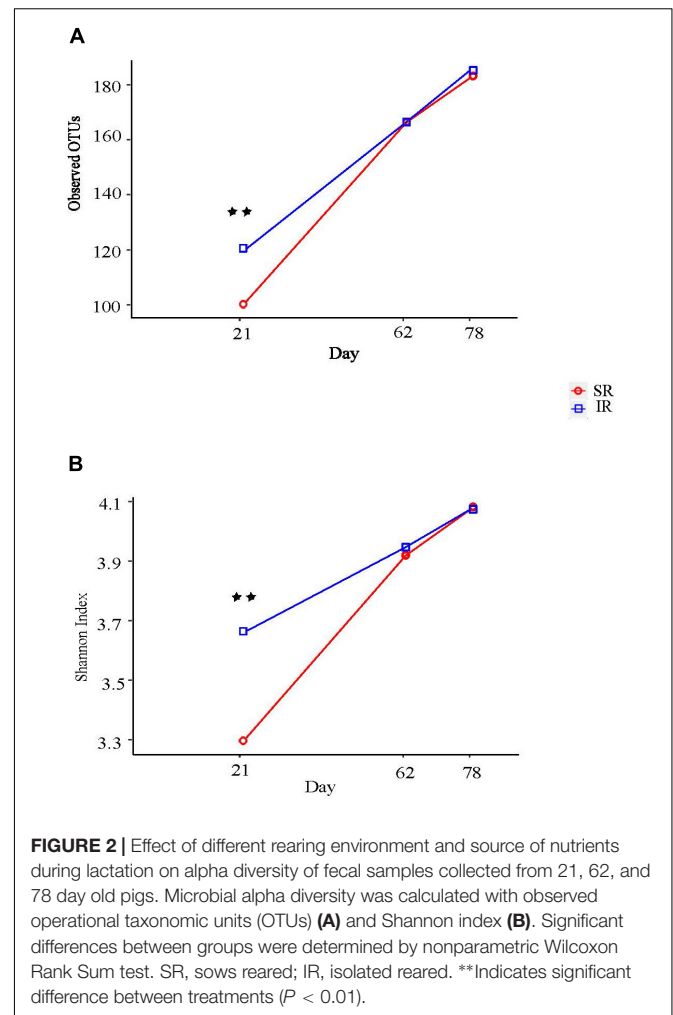 A
Observed OTUs
180
160
140
120
100
★★
21
62
78
Day
SR
IR
B
Shannon Index
4.1
3.9
3.7
3.5
3.3
★★
21
62
78
Day
FIGURE 2 | Effect of different rearing environment and source of nutrients
during lactation on alpha diversity of fecal samples collected from 21, 62, and
78 day old pigs. Microbial alpha diversity was calculated with observed
operational taxonomic units (OTUs) (A) and Shannon index (B). Significant
differences between groups were determined by nonparametric Wilcoxon
Rank Sum test. SR, sows reared; IR, isolated reared. **Indicates significant
difference between treatments (P < 0.01).